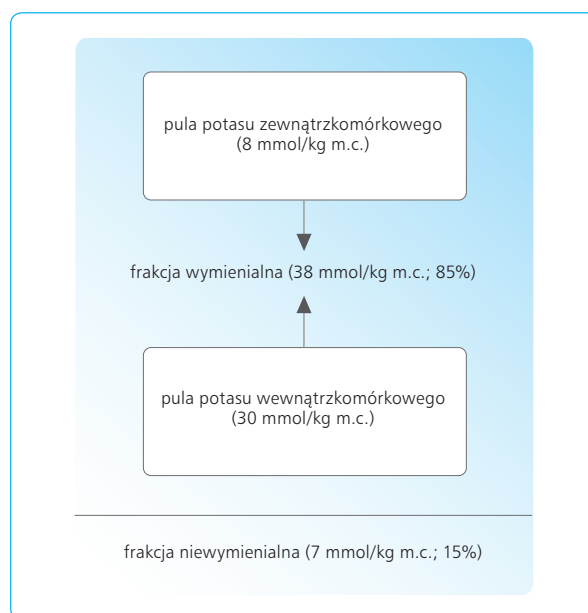 pula potasu zewnątrzkomórkowego
(8 mmol/kg m.c.)
frakcja wymienialna (38 mmol/kg m.c.; 85%)
pula potasu wewnątrzkomórkowego
(30 mmol/kg m.c.)
frakcja niewymienialna (7 mmol/kg m.c.; 15%)